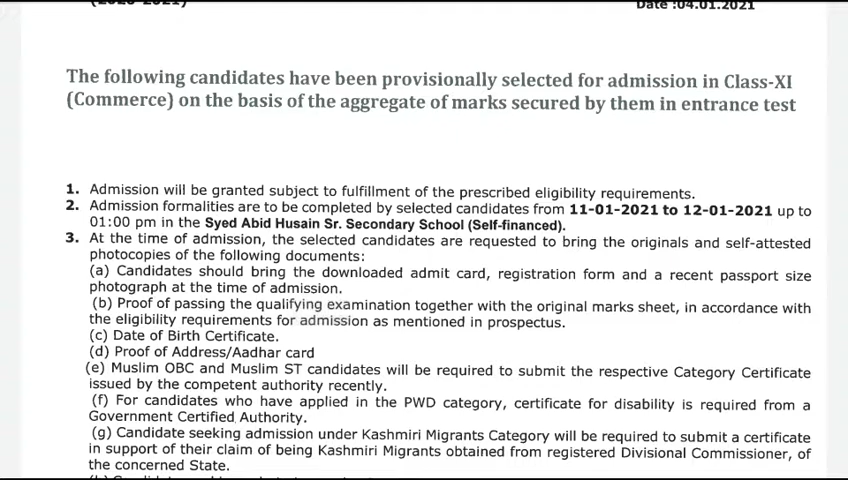 (2020-2021)
Date :04.01.2021
The following candidates have been provisionally selected for admission in Class-XI
(Commerce) on the basis of the aggregate of marks secured by them in entrance test
1. Admission will be granted subject to fulfillment of the prescribed eligibility requirements.
2. Admission formalities are to be completed by selected candidates from 11-01-2021 to 12-01-2021 up to
01:00 pm in the Syed Abid Husain Sr. Secondary School (Self-financed).
3. At the time of admission, the selected candidates are requested to bring the originals and self-attested
photocopies of the following documents:
(a) Candidates should bring the downloaded admit card, registration form and a recent passport size
photograph at the time of admission.
(b) Proof of passing the qualifying examination together with the original marks sheet, in accordance with
the eligibility requirements for admission as mentioned in prospectus.
(c) Date of Birth Certificate.
(d) Proof of Address/Aadhar card
(e) Muslim OBC and Muslim ST candidates will be required to submit the respective Category Certificate
issued by the competent authority recently.
(f) For candidates who have applied in the PWD category, certificate for disability is required from a
Government Certified Authority.
(g) Candidate seeking admission under Kashmiri Migrants Category will be required to submit a certificate
in support of their claim of being Kashmiri Migrants obtained from registered Divisional Commissioner, of
the concerned State.